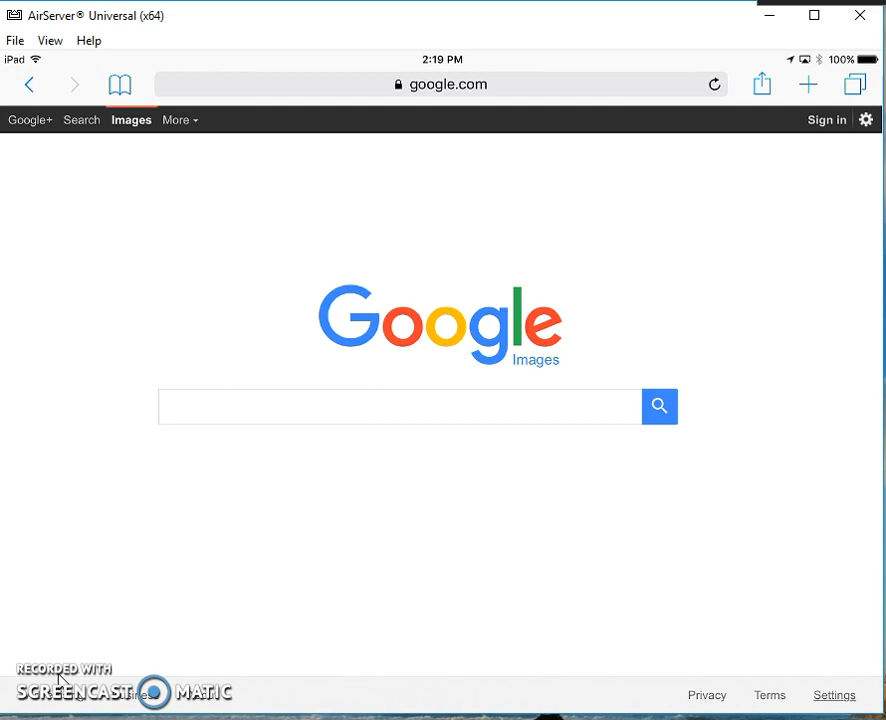 AirServer® Universal (x64)
File View Help
iPad 2:19 PM 100%
google.com
Google+ Search Images More Sign in
Google
Images
RECORDED WITH
SCREENCAST MATIC
Privacy Terms Settings